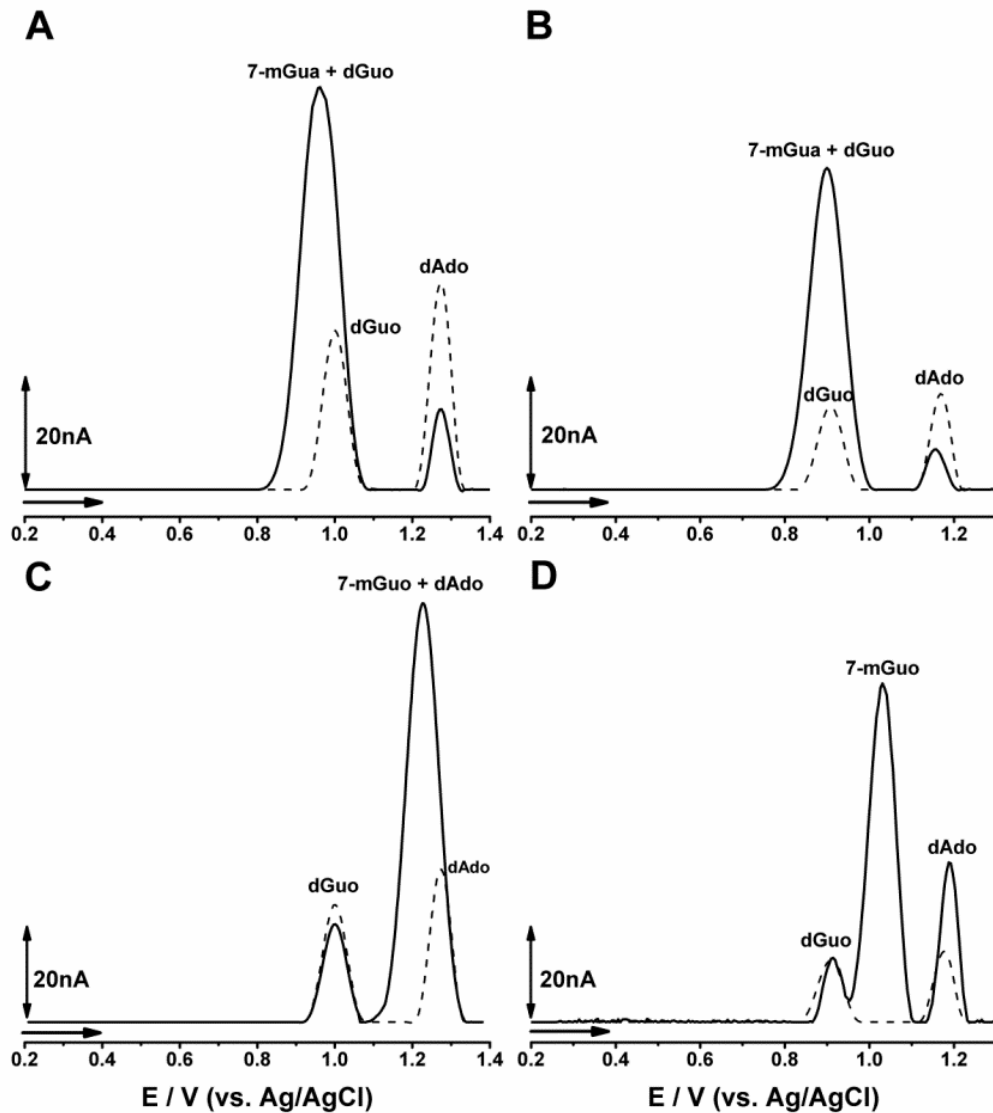 A
7-mGua + dGuo
dAdo
dGuo
20nA
0.2 0.4 0.6 0.8 1.0 1.2 1.4
B
7-mGua + dGuo
dAdo
dGuo
20nA
0.2 0.4 0.6 0.8 1.0 1.2
C
7-mGuo + dAdo
dAdo
dGuo
20nA
0.2 0.4 0.6 0.8 1.0 1.2 1.4
E / V (vs. Ag/AgCl)
D
7-mGuo
dAdo
dGuo
20nA
0.2 0.4 0.6 0.8 1.0 1.2
E / V (vs. Ag/AgCl)